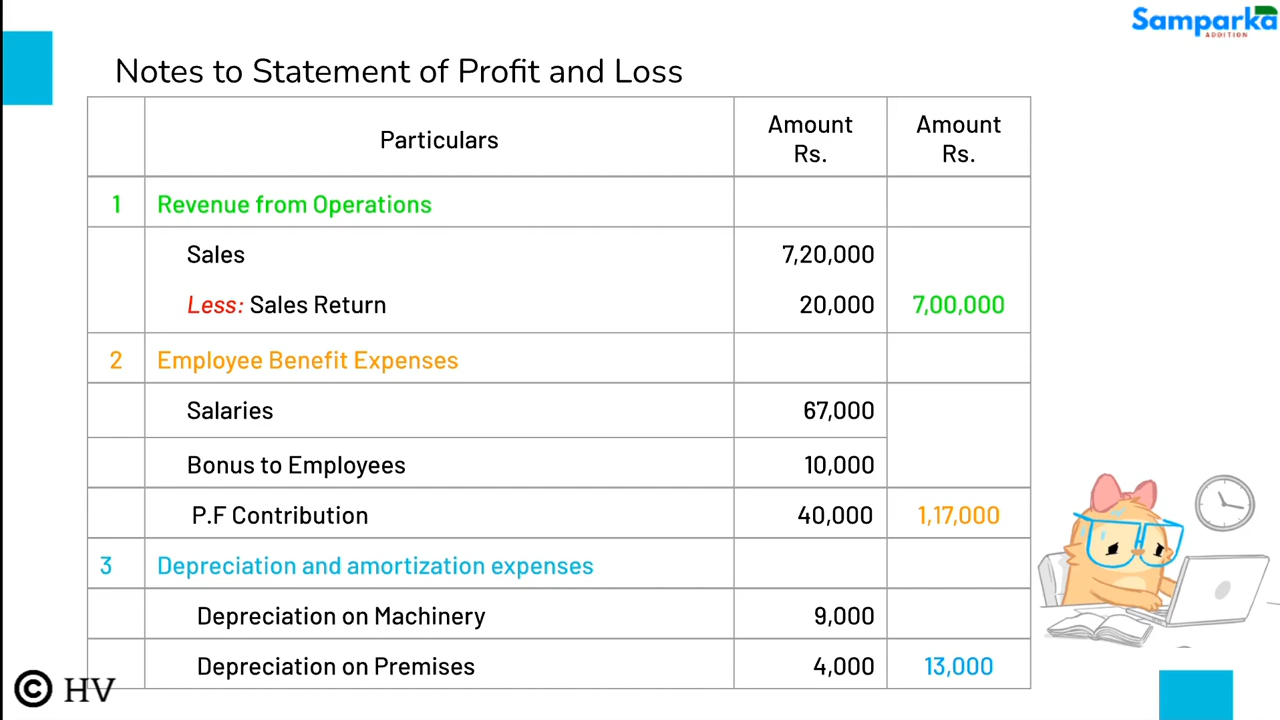 Samparka
ADDITION
Notes to Statement of Profit and Loss
Particulars
Amount
Rs.
Amount
Rs.
1 Revenue from Operations
Sales 7,20,000
Less: Sales Return 20,000 7,00,000
2 Employee Benefit Expenses
Salaries 67,000
Bonus to Employees 10,000
P.F Contribution 40,000 1,17,000
3 Depreciation and amortization expenses
Depreciation on Machinery 9,000
Depreciation on Premises 4,000 13,000
© HV